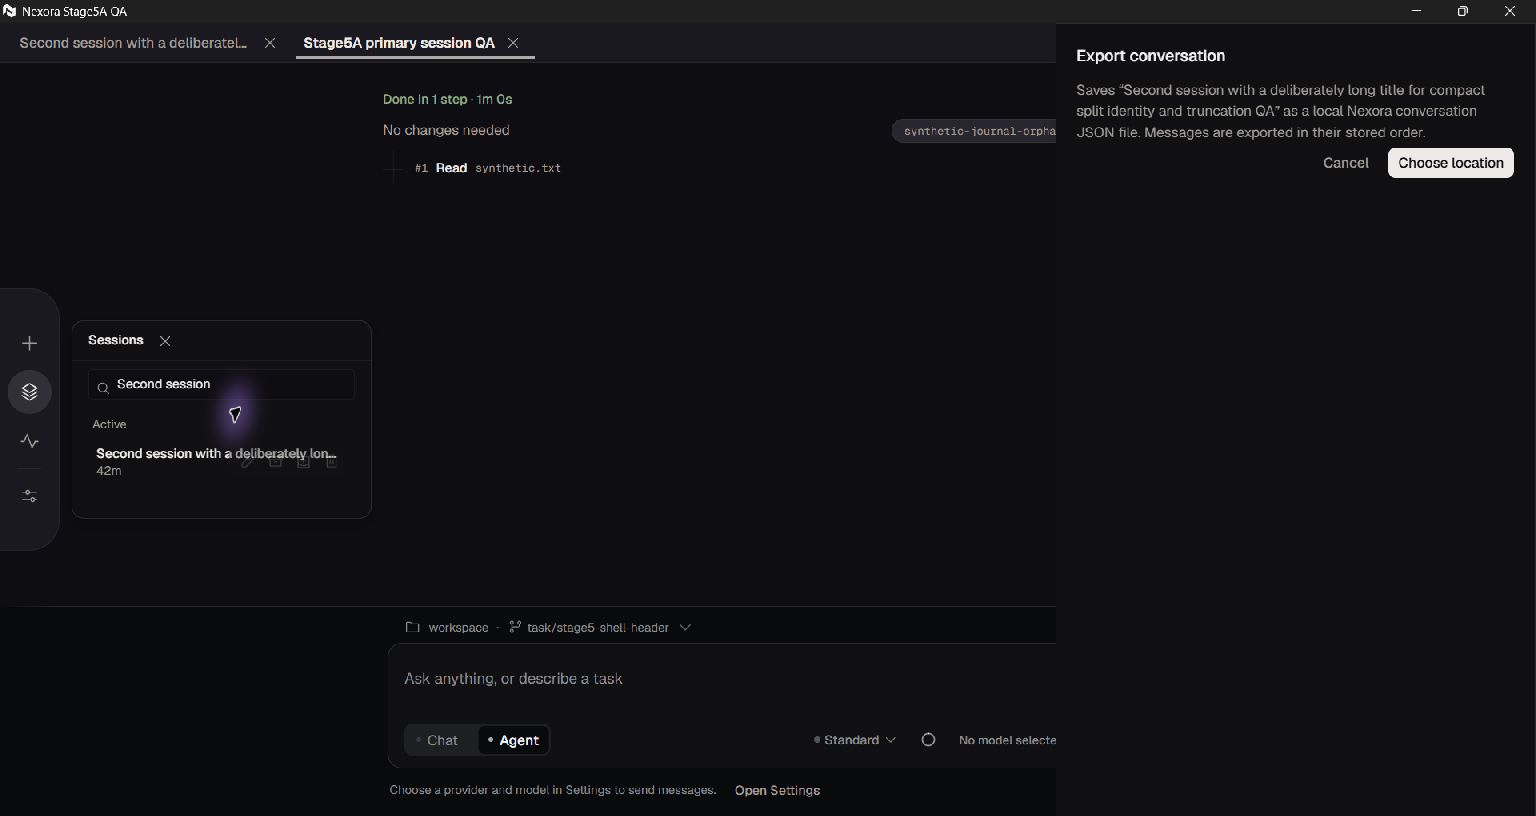 Nexora Stage5A QA
Second session with a deliberatel...
Stage5A primary session QA
Done in 1 step · 1m 0s
No changes needed
synthetic-journal-orpha
#1 Read synthetic.txt
Sessions
Second session
Active
Second session with a deliberately lon...
42m
workspace · task/stage5-shell-header
Ask anything, or describe a task
Chat
Agent
Standard
No model selecte
Choose a provider and model in Settings to send messages.
Open Settings
Export conversation
Saves “Second session with a deliberately long title for compact
split identity and truncation QA” as a local Nexora conversation
JSON file. Messages are exported in their stored order.
Cancel
Choose location